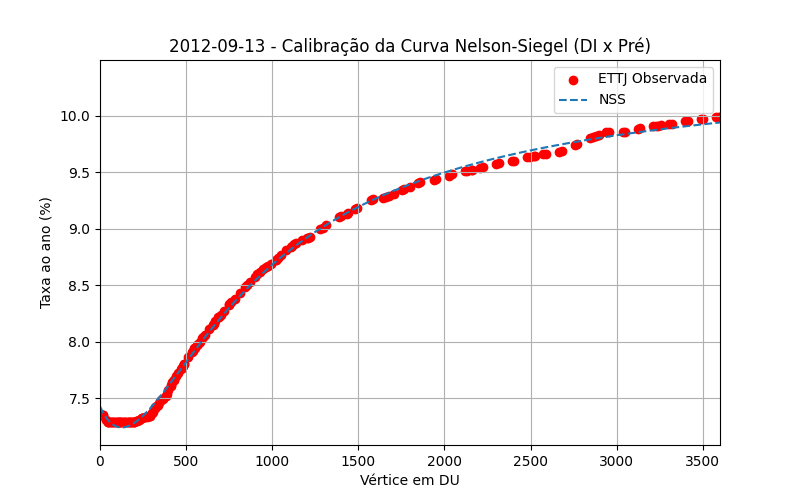 2012-09-13 - Calibração da Curva Nelson-Siegel (DI x Pré)
ETTJ Observada
NSS
Taxa ao ano (%)
10.0
9.5
9.0
8.5
8.0
7.5
0 500 1000 1500 2000 2500 3000 3500
Vértice em DU